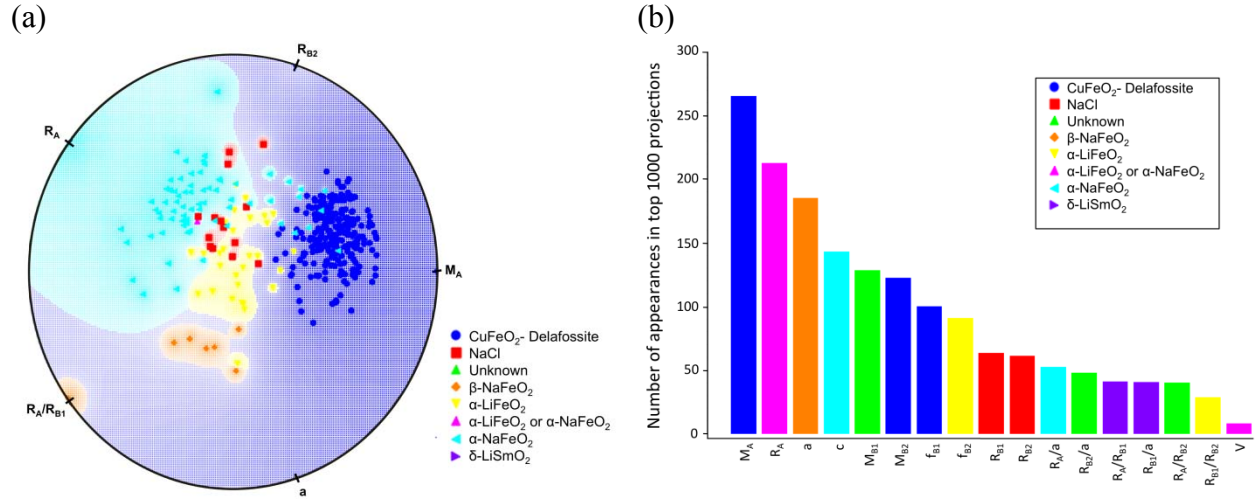 (a)
R_B2
R_A
M_A
R_A/R_B1
a
CuFeO₂- Delafossite
NaCl
Unknown
β-NaFeO₂
α-LiFeO₂
α-LiFeO₂ or α-NaFeO₂
α-NaFeO₂
δ-LiSmO₂
(b)
Number of appearances in top 1000 projections
300
250
200
150
100
50
0
CuFeO₂- Delafossite
NaCl
Unknown
β-NaFeO₂
α-LiFeO₂
α-LiFeO₂ or α-NaFeO₂
α-NaFeO₂
δ-LiSmO₂
M_A
R_A
a
c
M_B1
M_B2
f_B1
f_B2
R_B1
R_B2
R_A/a
R_B2/a
R_A/R_B1
R_B1/a
R_A/R_B2
R_B1/R_B2
V